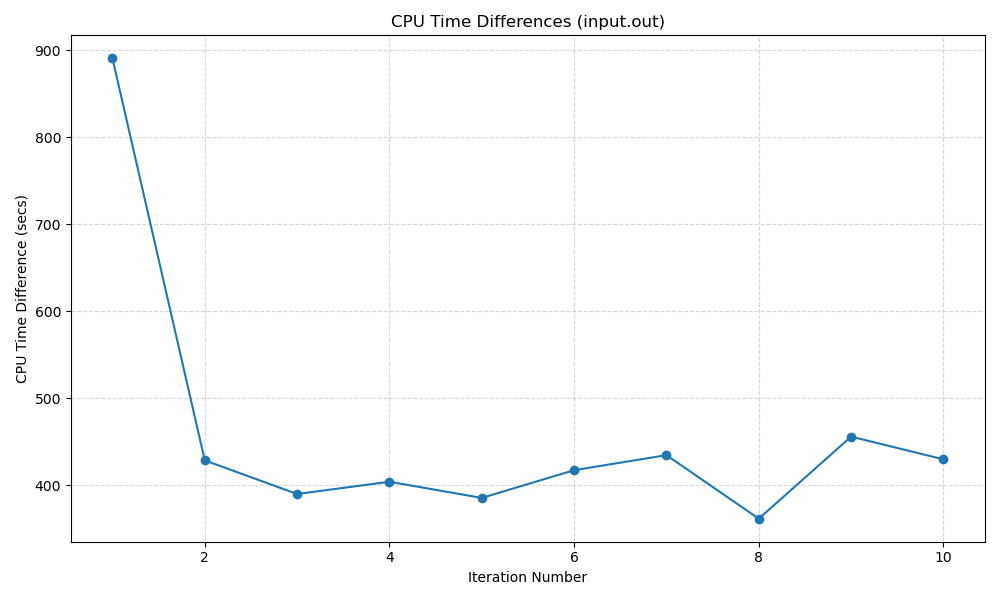 CPU Time Differences (input.out)
900
800
700
600
500
400
CPU Time Difference (secs)
2 4 6 8 10
Iteration Number